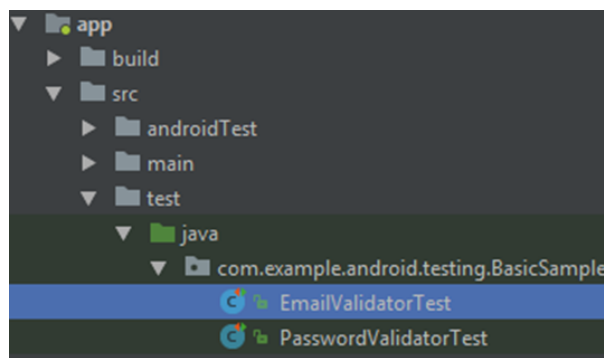 app
build
src
androidTest
main
test
java
com.example.android.testing.BasicSample
EmailValidatorTest
PasswordValidatorTest